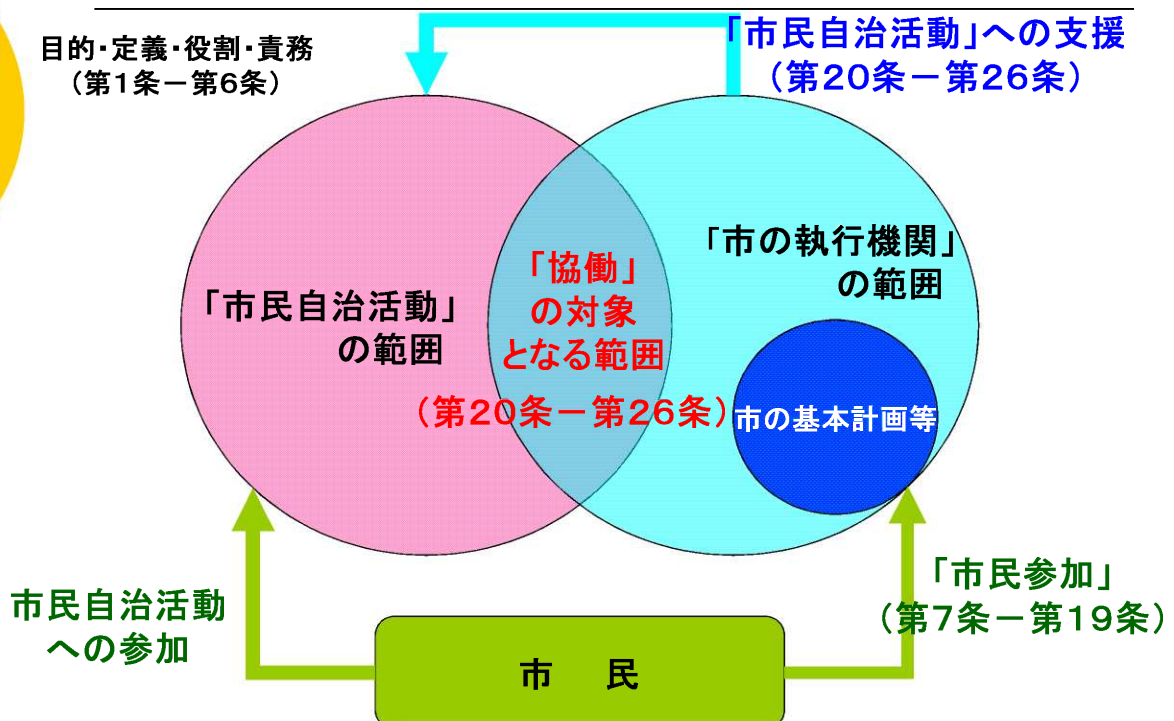 目的・定義・役割・責務
（第1条－第6条）
「市民自治活動」への支援
（第20条－第26条）
「市民自治活動」
の範囲
「協働」
の対象
となる範囲
（第20条－第26条）
「市の執行機関」
の範囲
市の基本計画等
市民自治活動
への参加
市　民
「市民参加」
（第7条－第19条）